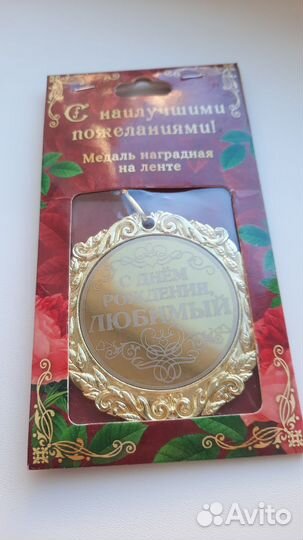 С наилучшими
пожеланиями!
Медаль наградная
на ленте
С ДНЁМ
РОЖДЕНИЯ,
ЛЮБИМЫЙ
Avito